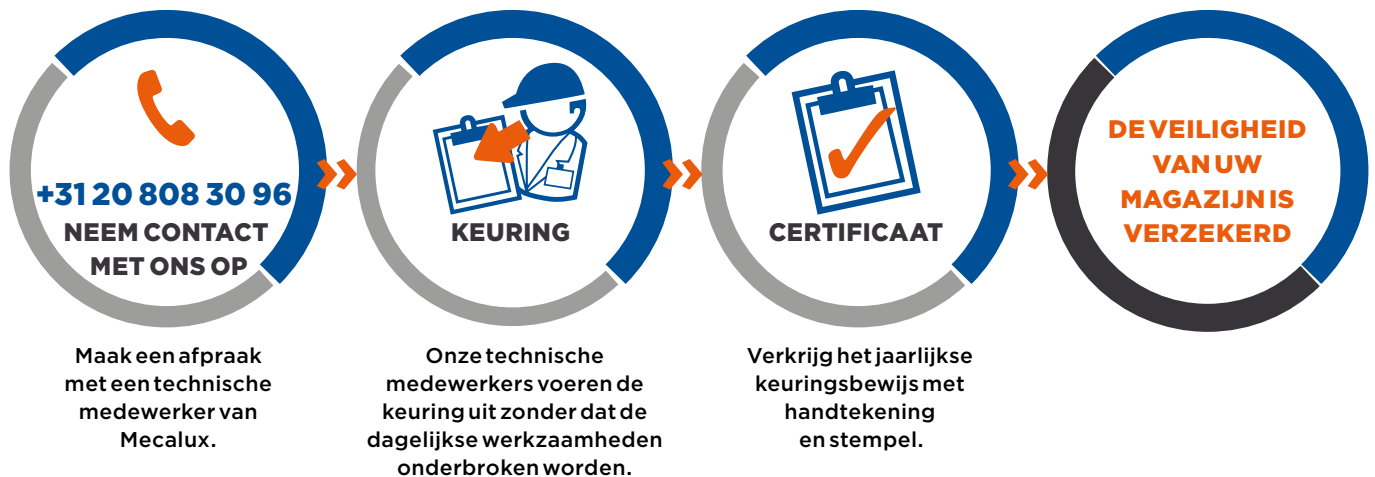 +31 20 808 30 96
NEEM CONTACT
MET ONS OP
Maak een afpraak
met een technische
medewerker van
Mecalux.
KEURING
Onze technische
medewerkers voeren de
keuring uit zonder dat de
dagelijkse werkzaamheden
onderbroken worden.
CERTIFICAAT
Verkrijg het jaarlijkse
keuringsbewijs met
handtekening
en stempel.
DE VEILIGHEID
VAN UW
MAGAZIJN IS
VERZEKERD